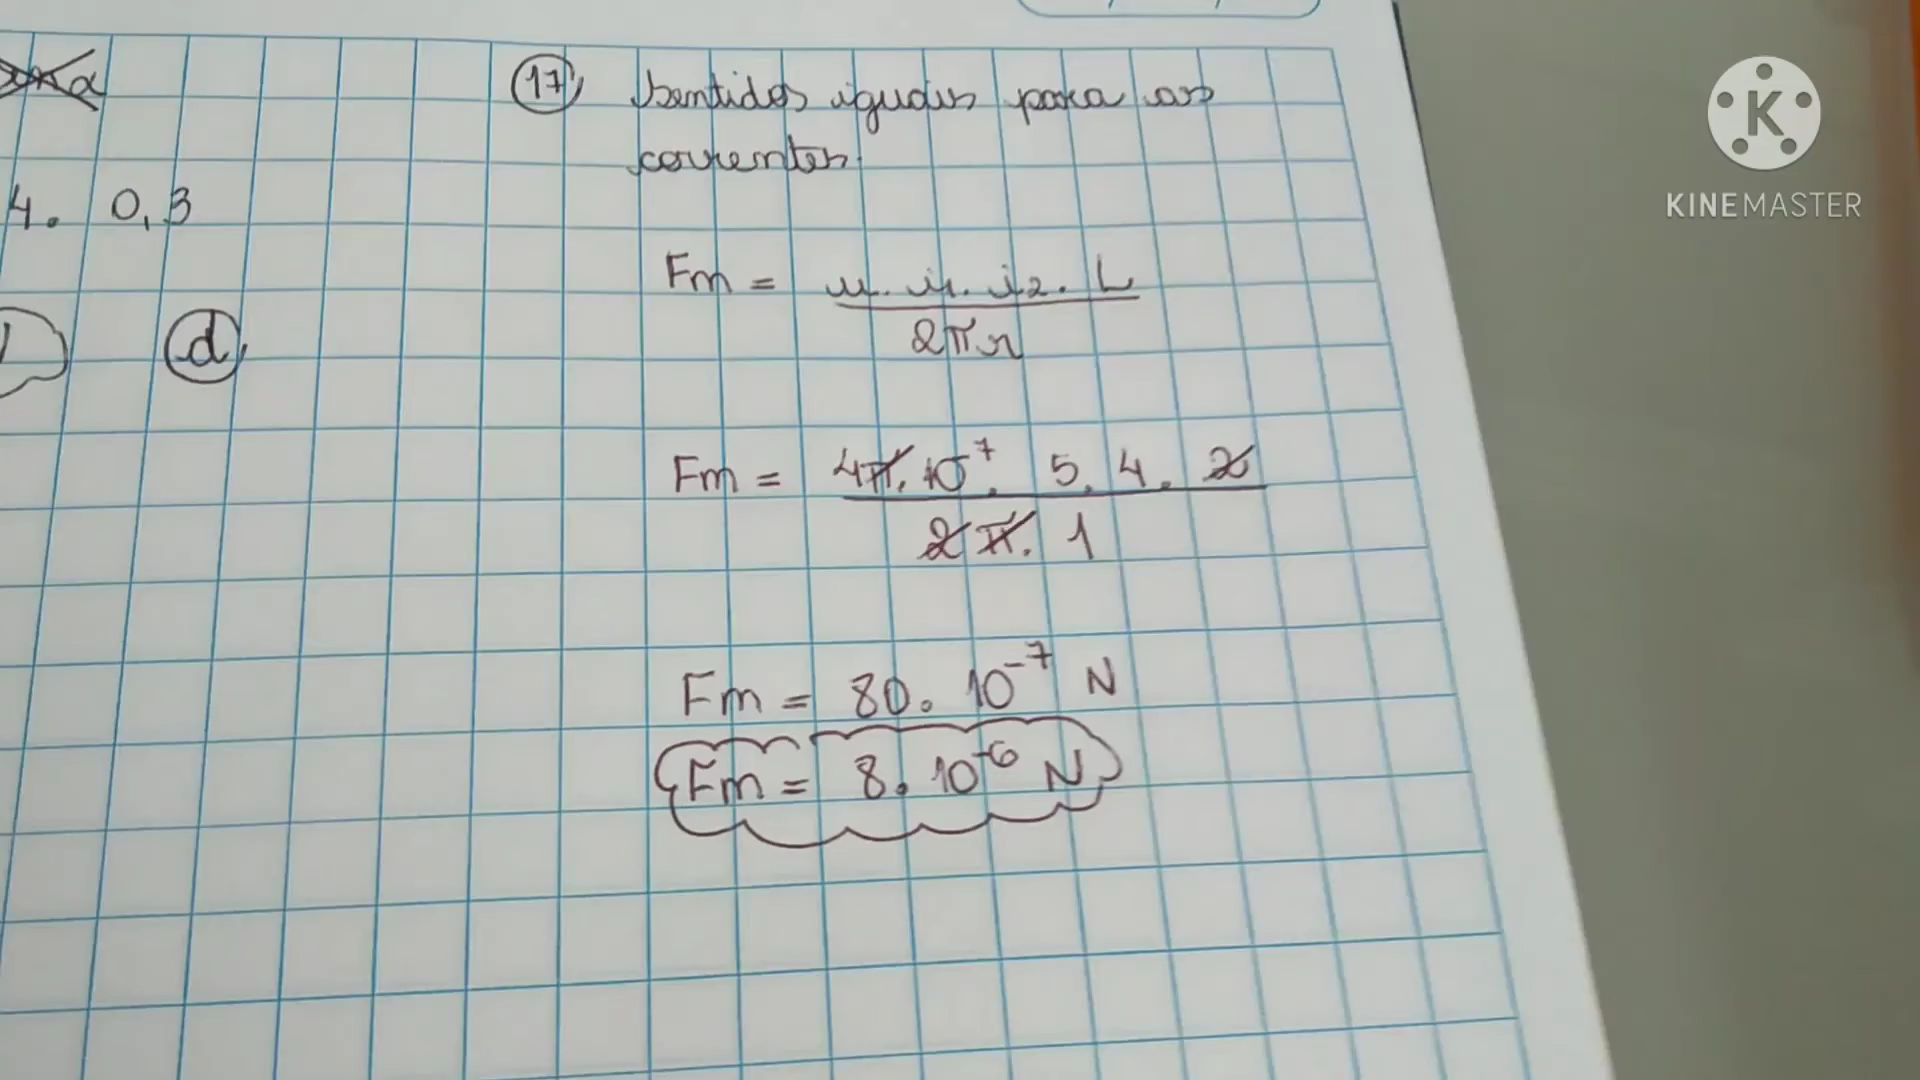 4. 0,3
d
17 Sentidos iguais para as
correntes.
Fm = μ. i1. i2. L
2πr
Fm = 4π. 10^7. 5. 4. 2
2π. 1
Fm = 80. 10^-7 N
Fm = 8. 10^-6 N
K
KINEMASTER